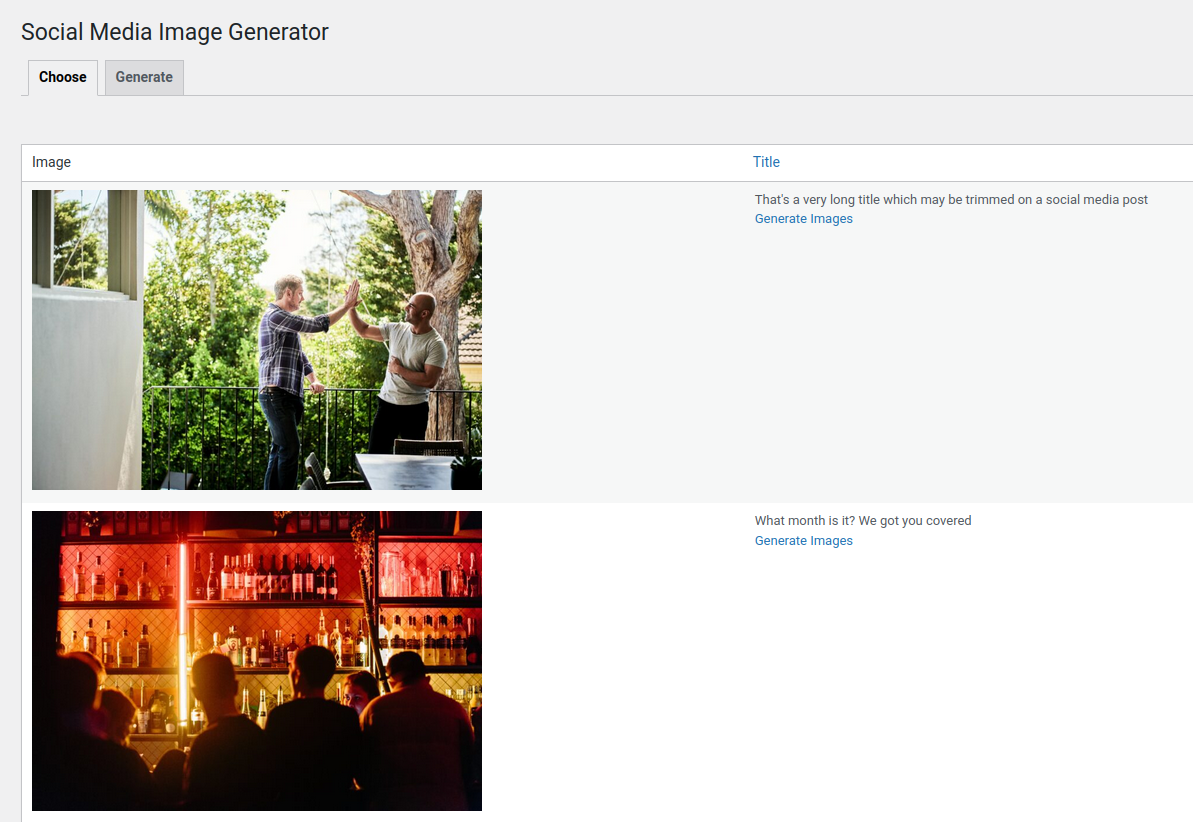 Social Media Image Generator
Choose
Generate
Image
Title
That's a very long title which may be trimmed on a social media post
Generate Images
What month is it? We got you covered
Generate Images